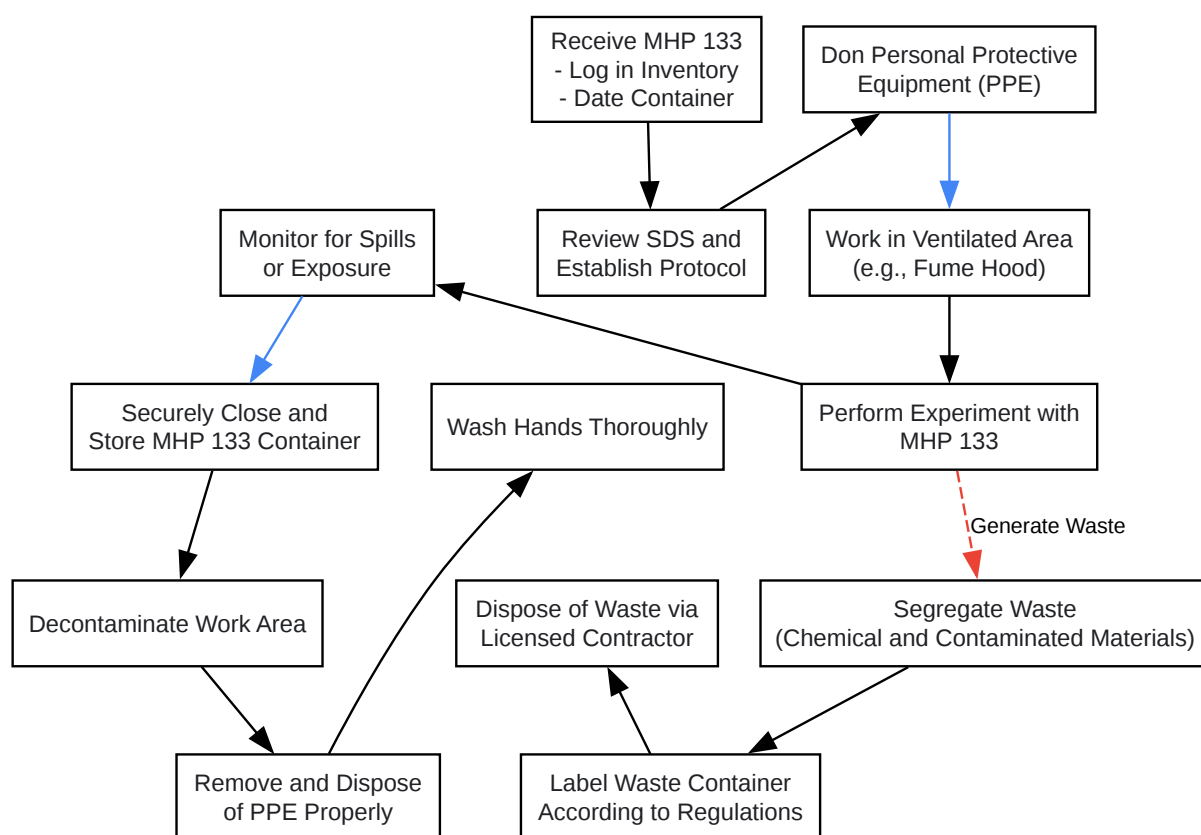 Receive MHP 133
- Log in Inventory
- Date Container
Don Personal Protective
Equipment (PPE)
Monitor for Spills
or Exposure
Review SDS and
Establish Protocol
Work in Ventilated Area
(e.g., Fume Hood)
Securely Close and
Store MHP 133 Container
Wash Hands Thoroughly
Perform Experiment with
MHP 133
Generate Waste
Decontaminate Work Area
Dispose of Waste via
Licensed Contractor
Segregate Waste
(Chemical and Contaminated Materials)
Remove and Dispose
of PPE Properly
Label Waste Container
According to Regulations